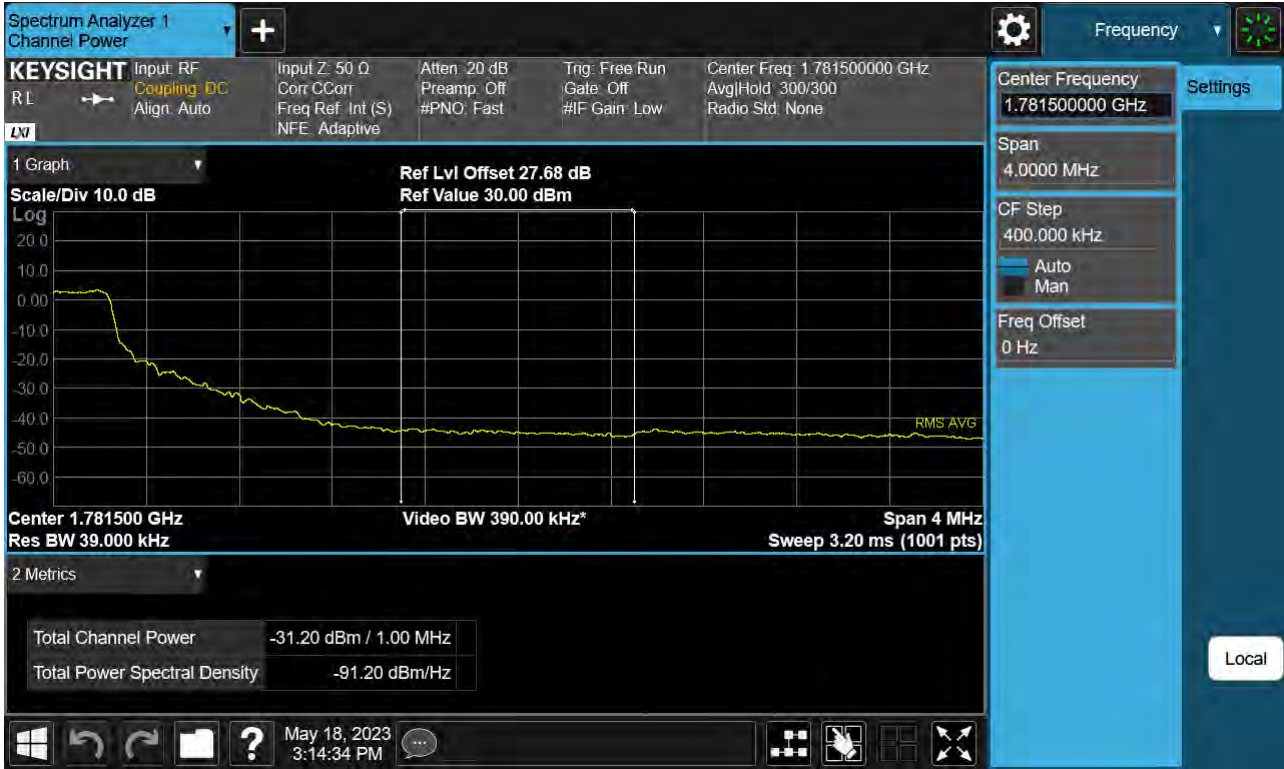 Spectrum Analyzer 1
Channel Power
Frequency
KEYSIGHT
R L
LXI
Input: RF
Coupling: DC
Align: Auto
Input Z: 50 Ω
Corr CCorr
Freq Ref: Int (S)
NFE: Adaptive
Atten: 20 dB
Preamp: Off
#PNO: Fast
Trig: Free Run
Gate: Off
#IF Gain: Low
Center Freq: 1.781500000 GHz
Avg|Hold: 300/300
Radio Std: None
Center Frequency
1.781500000 GHz
Settings
Span
4.0000 MHz
CF Step
400.000 kHz
Auto
Man
Freq Offset
0 Hz
Local
1 Graph
Ref Lvl Offset 27.68 dB
Scale/Div 10.0 dB
Ref Value 30.00 dBm
Log
20.0
10.0
0.00
-10.0
-20.0
-30.0
-40.0
RMS AVG
-50.0
-60.0
Center 1.781500 GHz
Video BW 390.00 kHz*
Span 4 MHz
Res BW 39.000 kHz
Sweep 3.20 ms (1001 pts)
2 Metrics
Total Channel Power -31.20 dBm / 1.00 MHz
Total Power Spectral Density -91.20 dBm/Hz
?
May 18, 2023
3:14:34 PM